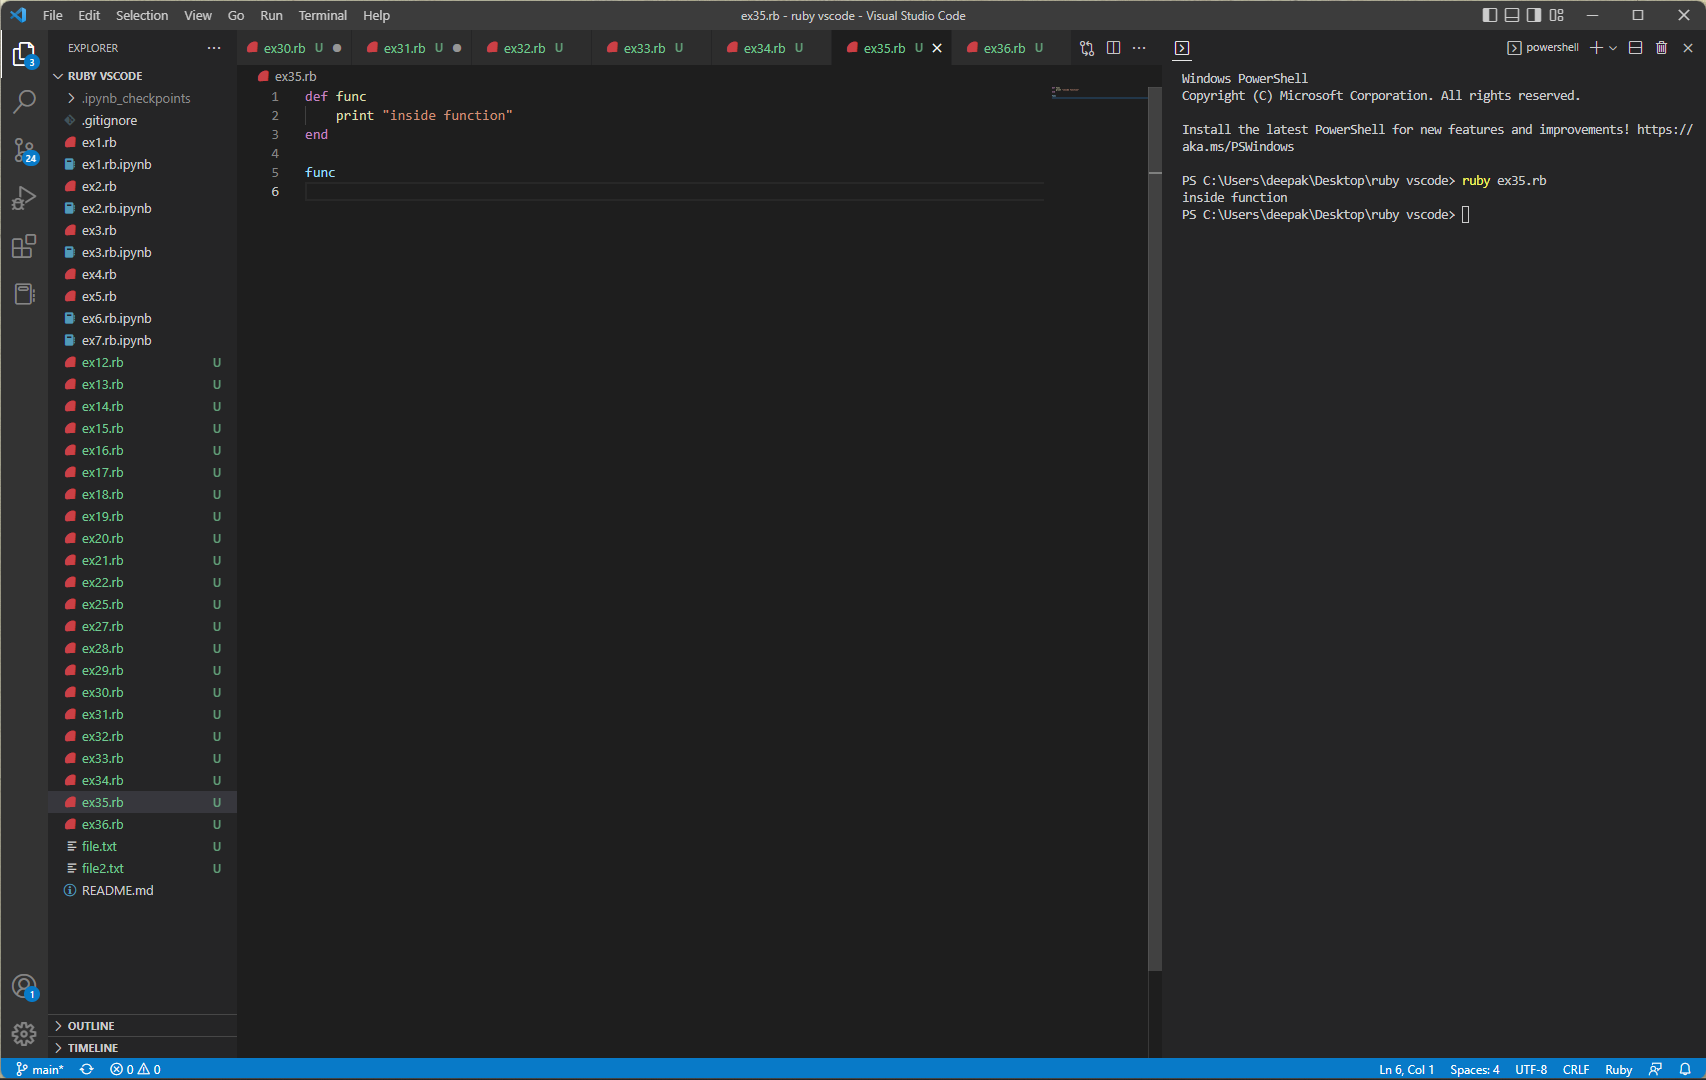 File Edit Selection View Go Run Terminal Help
ex35.rb - ruby vscode - Visual Studio Code
EXPLORER
RUBY VSCODE
.ipynb_checkpoints
.gitignore
ex1.rb
ex1.rb.ipynb
ex2.rb
ex2.rb.ipynb
ex3.rb
ex3.rb.ipynb
ex4.rb
ex5.rb
ex6.rb.ipynb
ex7.rb.ipynb
ex12.rb U
ex13.rb U
ex14.rb U
ex15.rb U
ex16.rb U
ex17.rb U
ex18.rb U
ex19.rb U
ex20.rb U
ex21.rb U
ex22.rb U
ex25.rb U
ex27.rb U
ex28.rb U
ex29.rb U
ex30.rb U
ex31.rb U
ex32.rb U
ex33.rb U
ex34.rb U
ex35.rb U
ex36.rb U
file.txt U
file2.txt U
README.md
OUTLINE
TIMELINE
3
24
1
ex30.rb U ex31.rb U ex32.rb U ex33.rb U ex34.rb U ex35.rb U ex36.rb U
ex35.rb
1 def func
2 print "inside function"
3 end
4
5 func
6
powershell
Windows PowerShell
Copyright (C) Microsoft Corporation. All rights reserved.
Install the latest PowerShell for new features and improvements! https://
aka.ms/PSWindows
PS C:\Users\deepak\Desktop\ruby vscode> ruby ex35.rb
inside function
PS C:\Users\deepak\Desktop\ruby vscode>
main* 0 0
Ln 6, Col 1 Spaces: 4 UTF-8 CRLF Ruby